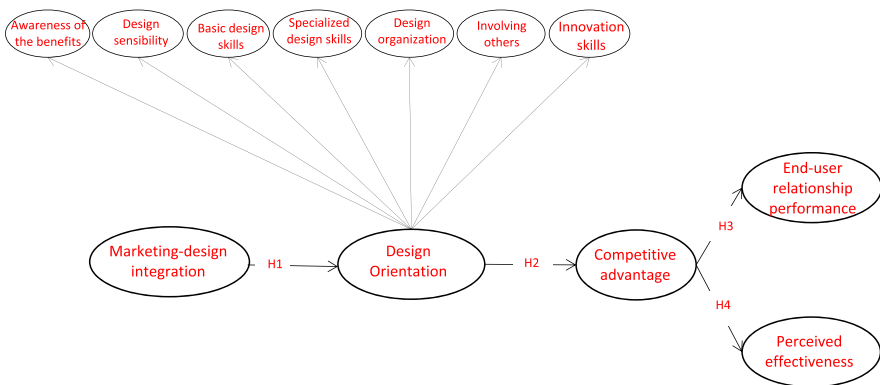 Awareness of
the benefits
Design
sensibility
Basic design
skills
Specialized
design skills
Design
organization
Involving
others
Innovation
skills
Marketing-design
integration
H1
Design
Orientation
H2
Competitive
advantage
H3
End-user
relationship
performance
H4
Perceived
effectiveness